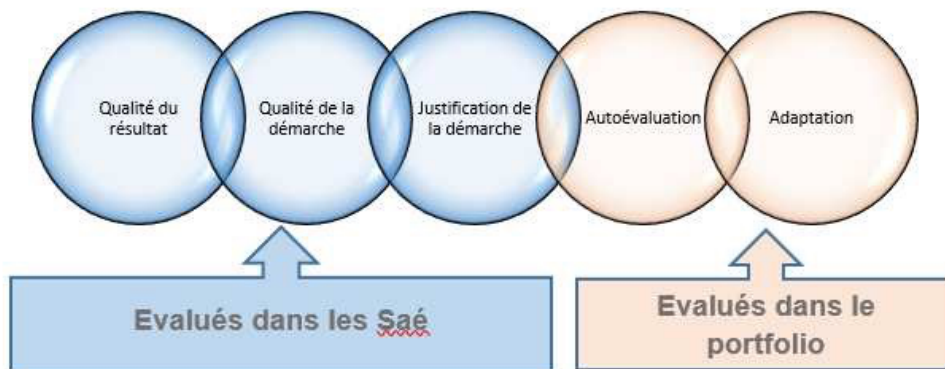 Qualité du
résultat
Qualité de la
démarche
Justification de
la démarche
Autoévaluation
Adaptation
Evalués dans les Saé
Evalués dans le
portfolio